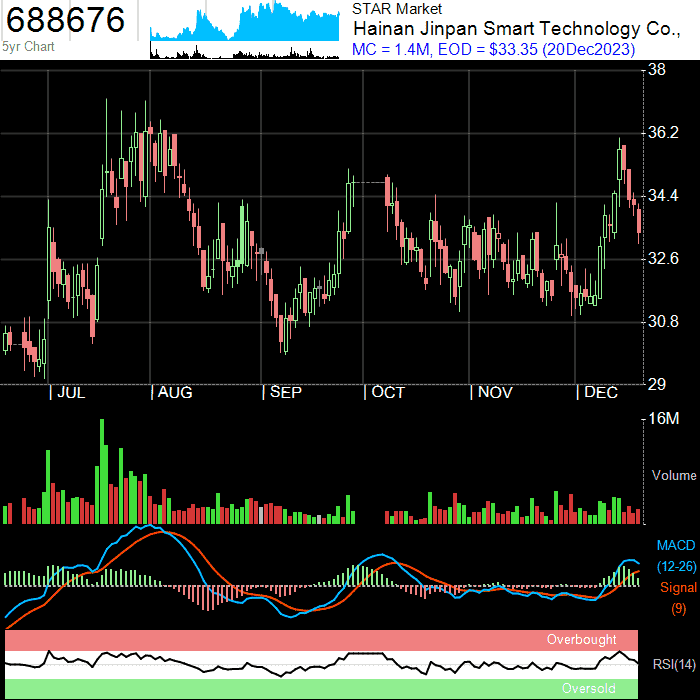 688676
5yr Chart
STAR Market
Hainan Jinpan Smart Technology Co.,
MC = 1.4M, EOD = $33.35 (20Dec2023)
38
36.2
34.4
32.6
30.8
29
JUL AUG SEP OCT NOV DEC
16M
Volume
MACD
(12-26)
Signal
(9)
Overbought
RSI(14)
Oversold